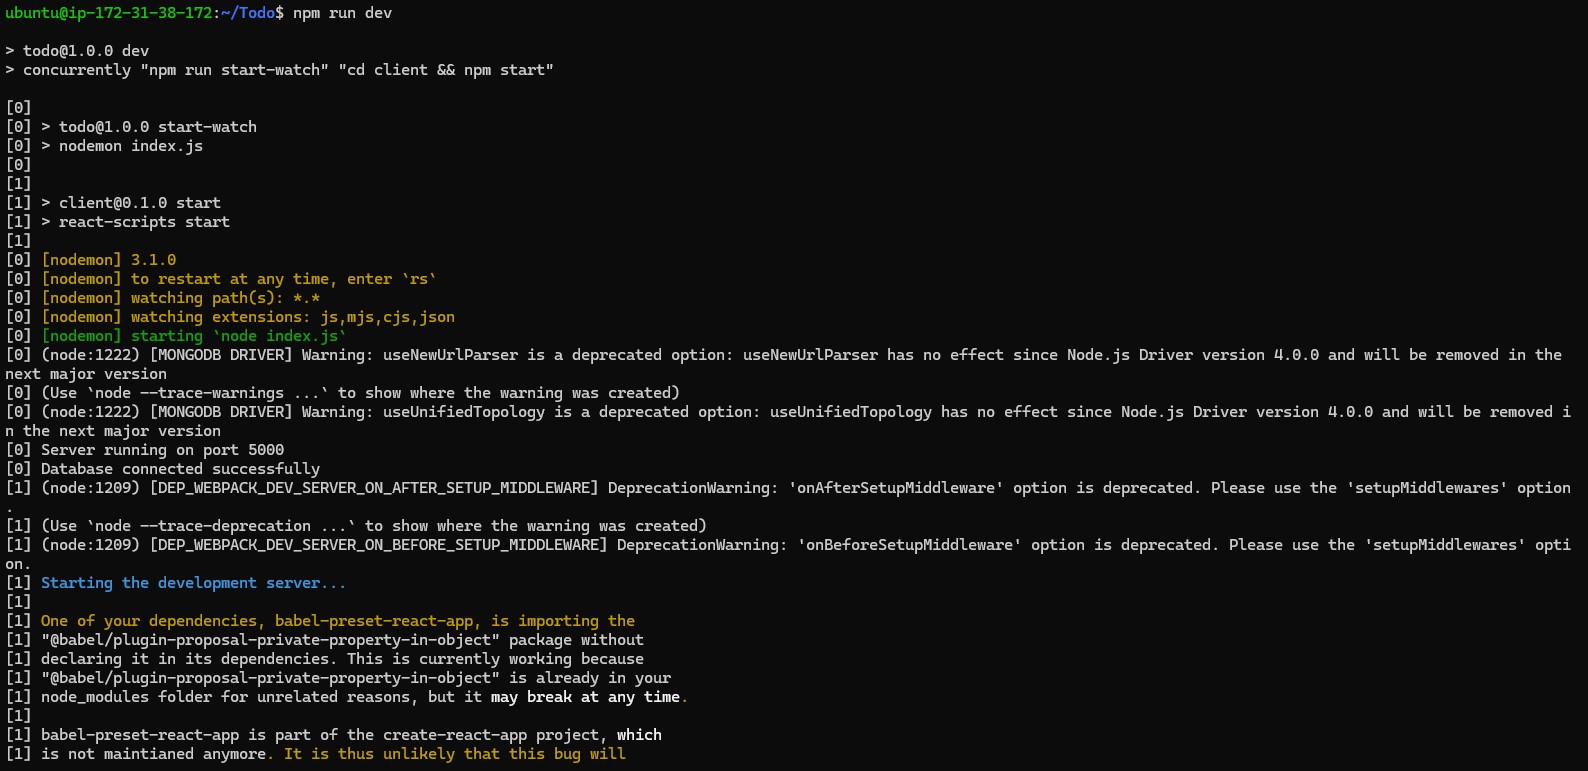 ubuntu@ip-172-31-38-172:~/Todo$ npm run dev
> todo@1.0.0 dev
> concurrently "npm run start-watch" "cd client && npm start"
[0]
[0] > todo@1.0.0 start-watch
[0] > nodemon index.js
[0]
[1]
[1] > client@0.1.0 start
[1] > react-scripts start
[1]
[0] [nodemon] 3.1.0
[0] [nodemon] to restart at any time, enter `rs`
[0] [nodemon] watching path(s): *.*
[0] [nodemon] watching extensions: js,mjs,cjs,json
[0] [nodemon] starting `node index.js`
[0] (node:1222) [MONGODB DRIVER] Warning: useNewUrlParser is a deprecated option: useNewUrlParser has no effect since Node.js Driver version 4.0.0 and will be removed in the
next major version
[0] (Use `node --trace-warnings ...` to show where the warning was created)
[0] (node:1222) [MONGODB DRIVER] Warning: useUnifiedTopology is a deprecated option: useUnifiedTopology has no effect since Node.js Driver version 4.0.0 and will be removed i
n the next major version
[0] Server running on port 5000
[0] Database connected successfully
[1] (node:1209) [DEP_WEBPACK_DEV_SERVER_ON_AFTER_SETUP_MIDDLEWARE] DeprecationWarning: 'onAfterSetupMiddleware' option is deprecated. Please use the 'setupMiddlewares' option
.
[1] (Use `node --trace-deprecation ...` to show where the warning was created)
[1] (node:1209) [DEP_WEBPACK_DEV_SERVER_ON_BEFORE_SETUP_MIDDLEWARE] DeprecationWarning: 'onBeforeSetupMiddleware' option is deprecated. Please use the 'setupMiddlewares' opti
on.
[1] Starting the development server...
[1]
[1] One of your dependencies, babel-preset-react-app, is importing the
[1] "@babel/plugin-proposal-private-property-in-object" package without
[1] declaring it in its dependencies. This is currently working because
[1] "@babel/plugin-proposal-private-property-in-object" is already in your
[1] node_modules folder for unrelated reasons, but it may break at any time.
[1]
[1] babel-preset-react-app is part of the create-react-app project, which
[1] is not maintianed anymore. It is thus unlikely that this bug will